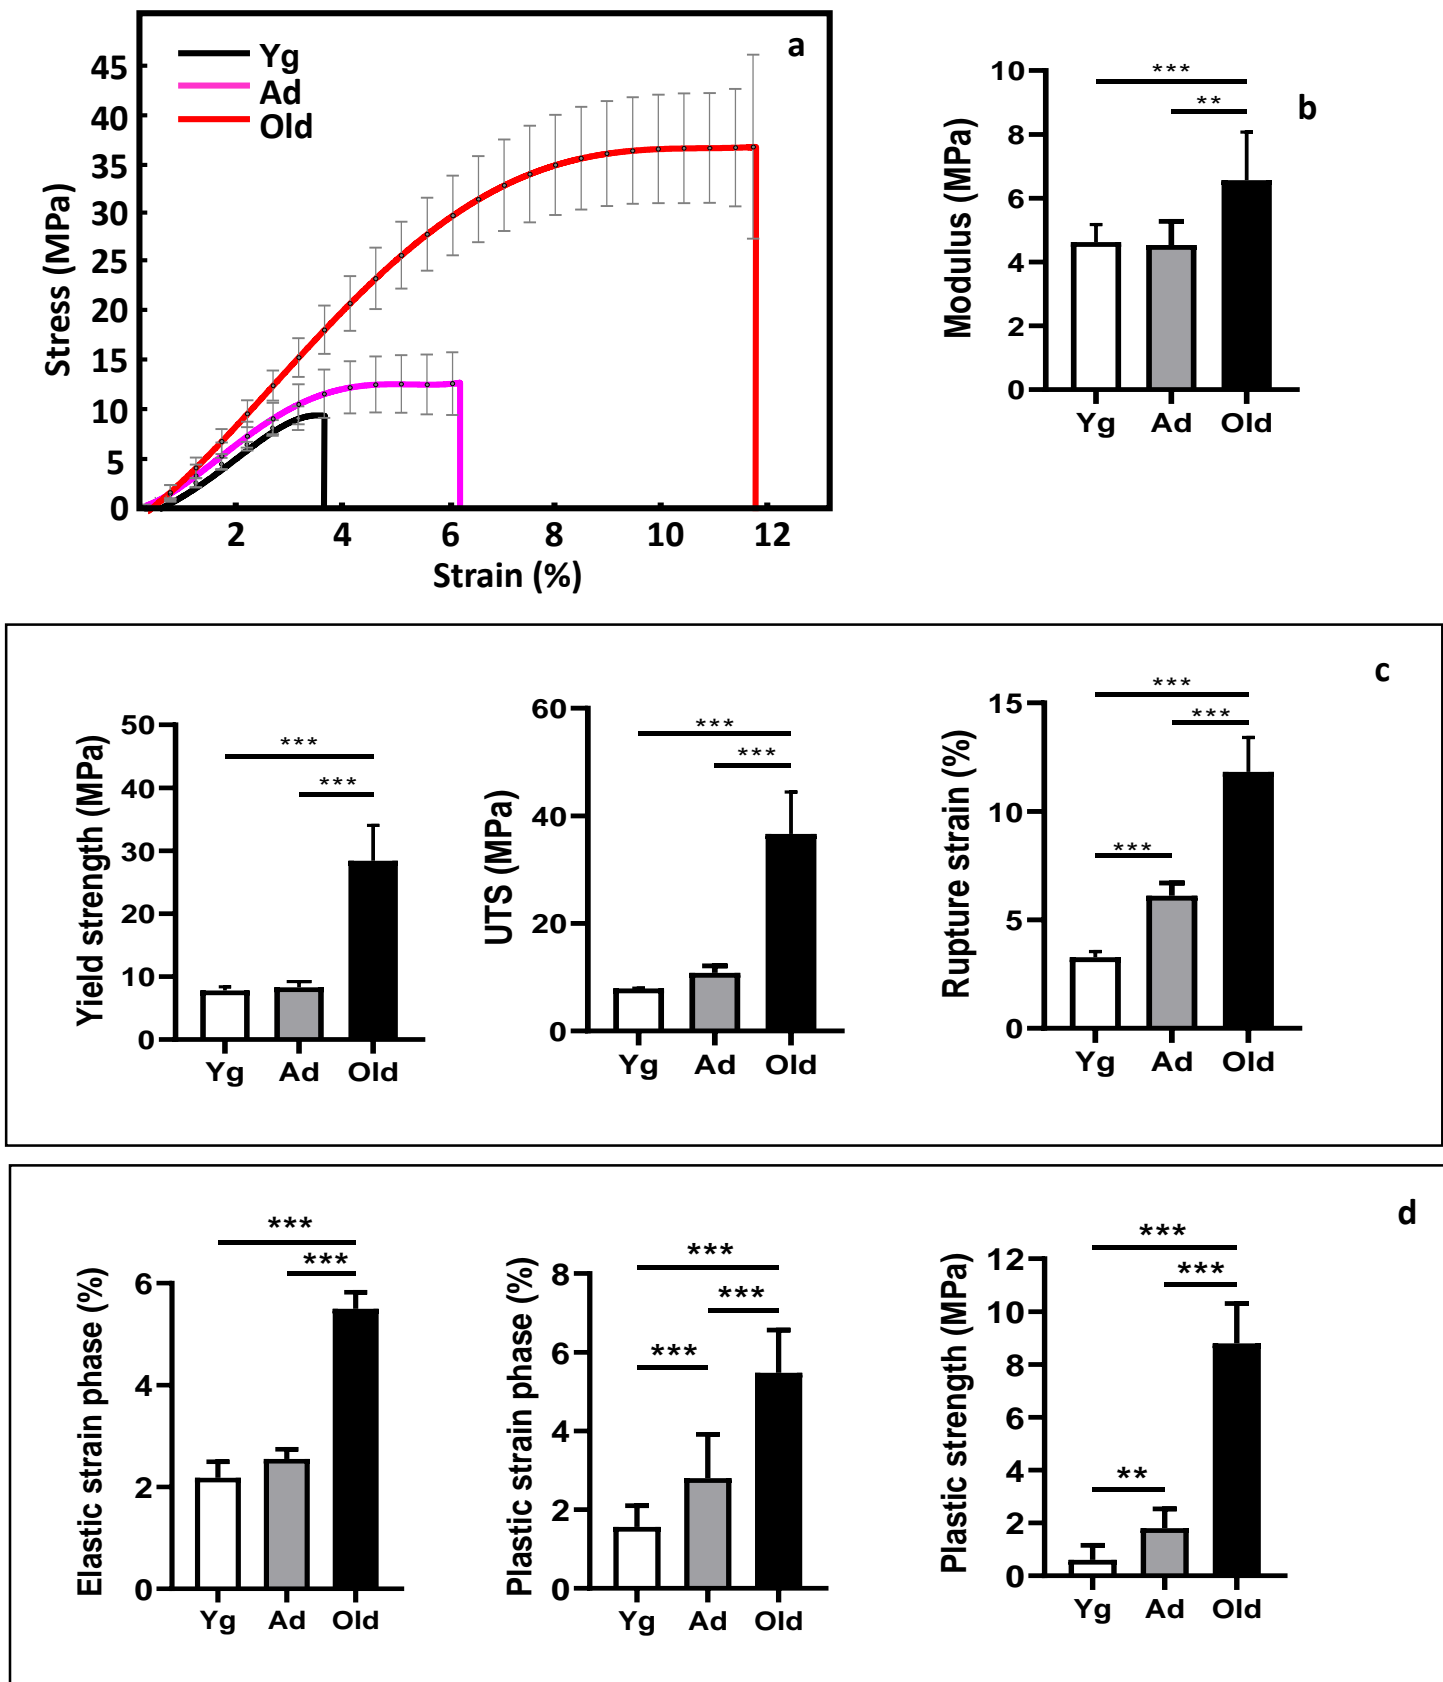 a
Yg
Ad
Old
45
40
35
30
25
20
15
10
5
0
Stress (MPa)
2 4 6 8 10 12
Strain (%)
b
Modulus (MPa)
10
8
6
4
2
0
***
**
Yg Ad Old
c
Yield strength (MPa)
50
40
30
20
10
0
***
***
Yg Ad Old
UTS (MPa)
60
40
20
0
***
***
Yg Ad Old
Rupture strain (%)
15
10
5
0
***
***
***
Yg Ad Old
d
Elastic strain phase (%)
6
4
2
0
***
***
Yg Ad Old
Plastic strain phase (%)
8
6
4
2
0
***
***
***
Yg Ad Old
Plastic strength (MPa)
12
10
8
6
4
2
0
***
***
**
Yg Ad Old